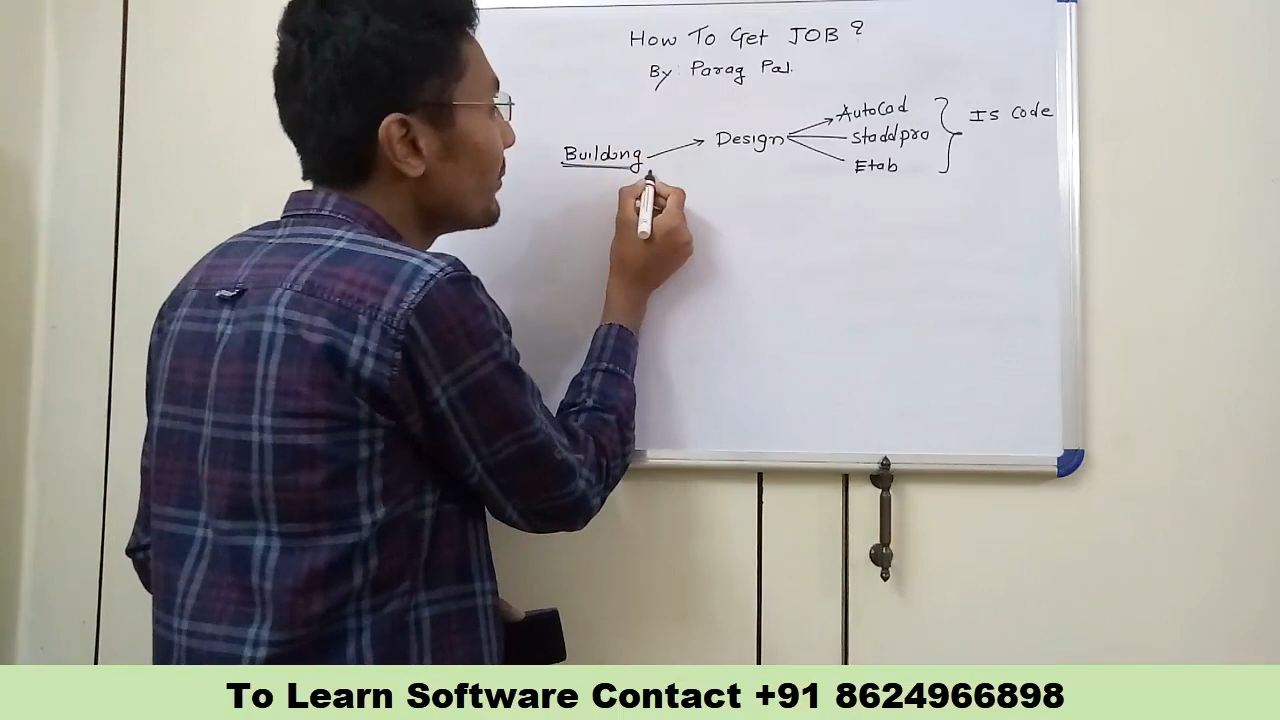 How To Get JOB ?
By: Parag Pal.
AutoCad
Is Code
Building
Design
Staddpro
Etab
To Learn Software Contact +91 8624966898